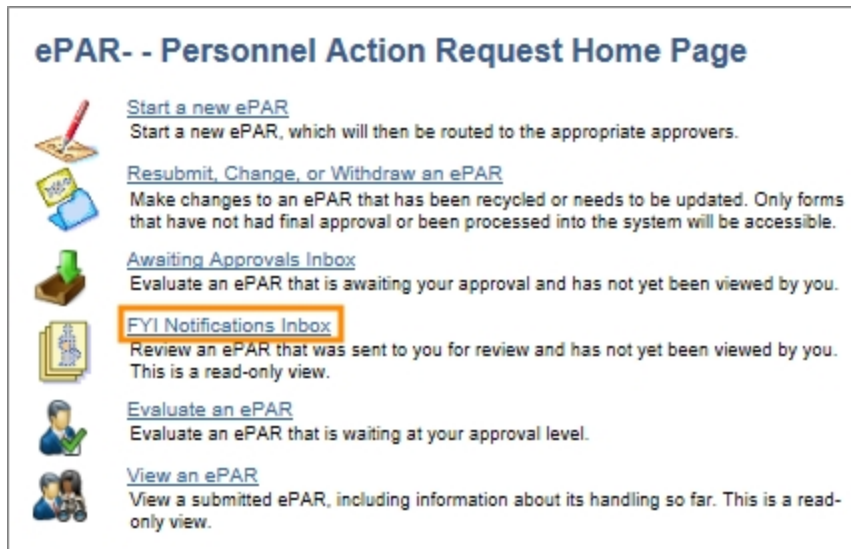 ePAR- - Personnel Action Request Home Page
Start a new ePAR
Start a new ePAR, which will then be routed to the appropriate approvers.
Resubmit, Change, or Withdraw an ePAR
Make changes to an ePAR that has been recycled or needs to be updated. Only forms
that have not had final approval or been processed into the system will be accessible.
Awaiting Approvals Inbox
Evaluate an ePAR that is awaiting your approval and has not yet been viewed by you.
FYI Notifications Inbox
Review an ePAR that was sent to you for review and has not yet been viewed by you.
This is a read-only view.
Evaluate an ePAR
Evaluate an ePAR that is waiting at your approval level.
View an ePAR
View a submitted ePAR, including information about its handling so far. This is a read-
only view.